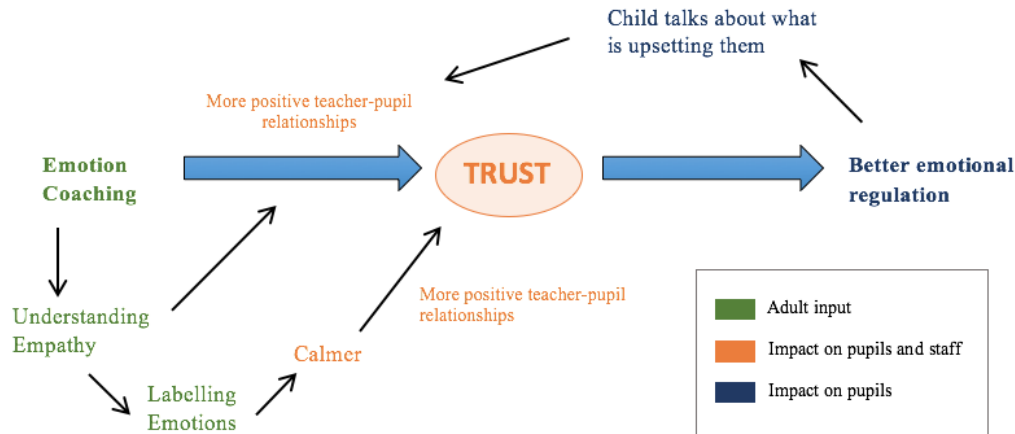 Child talks about what
is upsetting them
More positive teacher-pupil
relationships
Emotion
Coaching
TRUST
Better emotional
regulation
Understanding
Empathy
More positive teacher-pupil
relationships
Calmer
Labelling
Emotions
Adult input
Impact on pupils and staff
Impact on pupils